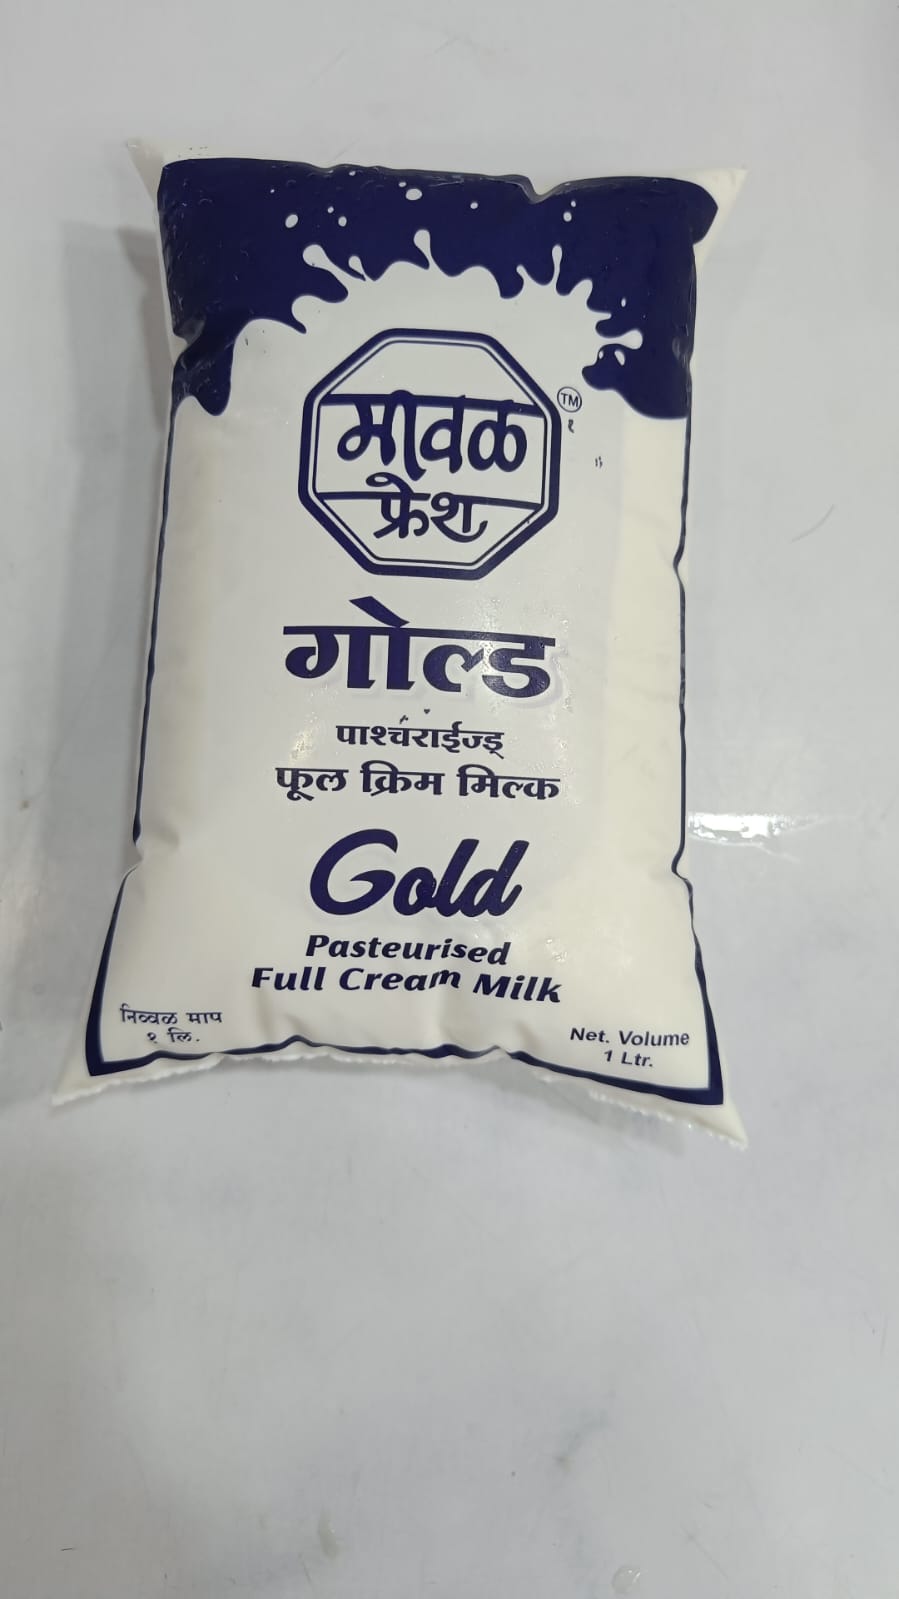 मावळ
TM
फ्रेश
गोल्ड
पाश्चराईज्ड्
फूल क्रिम मिल्क
Gold
Pasteurised
Full Cream Milk
निव्वळ माप
१ लि.
Net. Volume
1 Ltr.